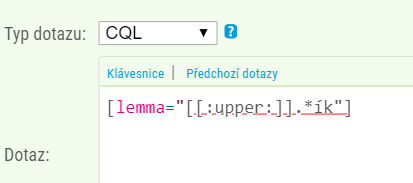 Typ dotazu: CQL ▼ ?
Klávesnice | Předchozí dotazy
[lemma="[[:upper:]].*ík"]
Dotaz: